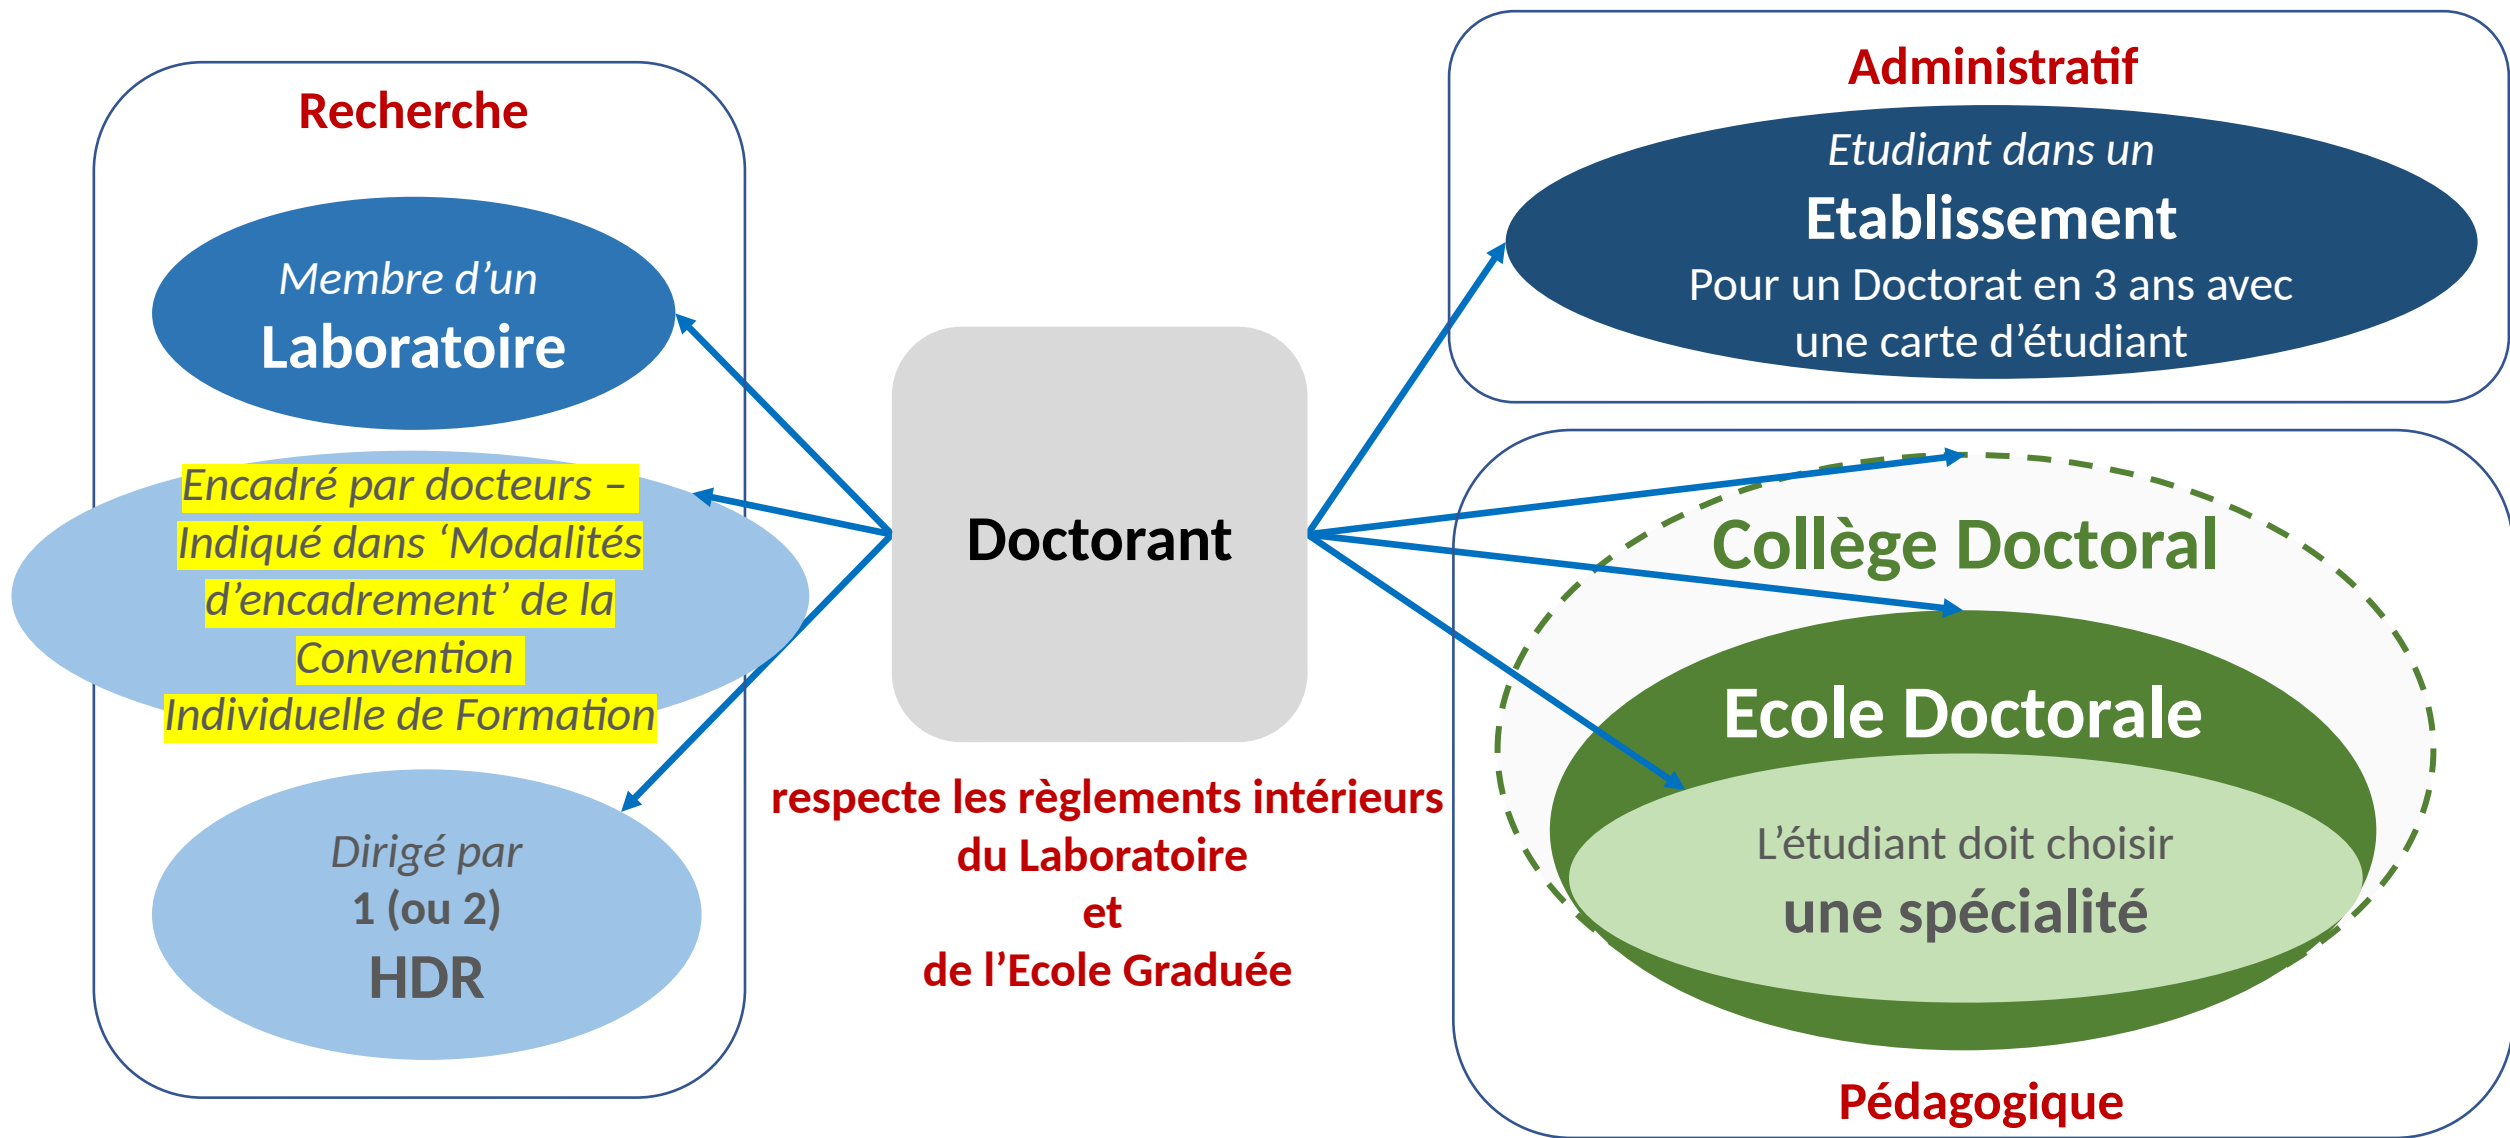 Recherche
Membre d’un
Laboratoire
Encadré par docteurs –
Indiqué dans ‘Modalités
d’encadrement’ de la
Convention
Individuelle de Formation
Dirigé par
1 (ou 2)
HDR
Doctorant
respecte les règlements intérieurs
du Laboratoire
et
de l’Ecole Graduée
Administratif
Etudiant dans un
Etablissement
Pour un Doctorat en 3 ans avec
une carte d’étudiant
Collège Doctoral
Ecole Doctorale
L’étudiant doit choisir
une spécialité
Pédagogique